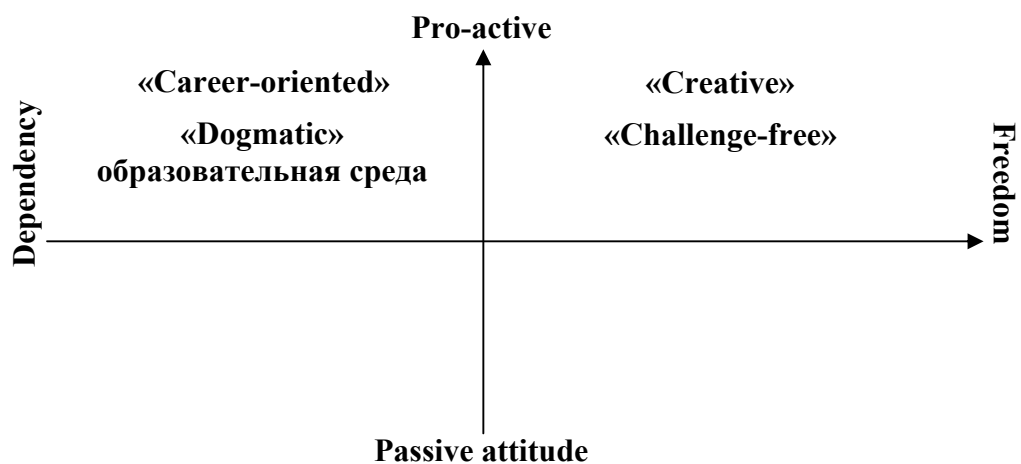 Pro-active
«Career-oriented»
«Creative»
«Dogmatic»
образовательная среда
«Challenge-free»
Dependency
Freedom
Passive attitude